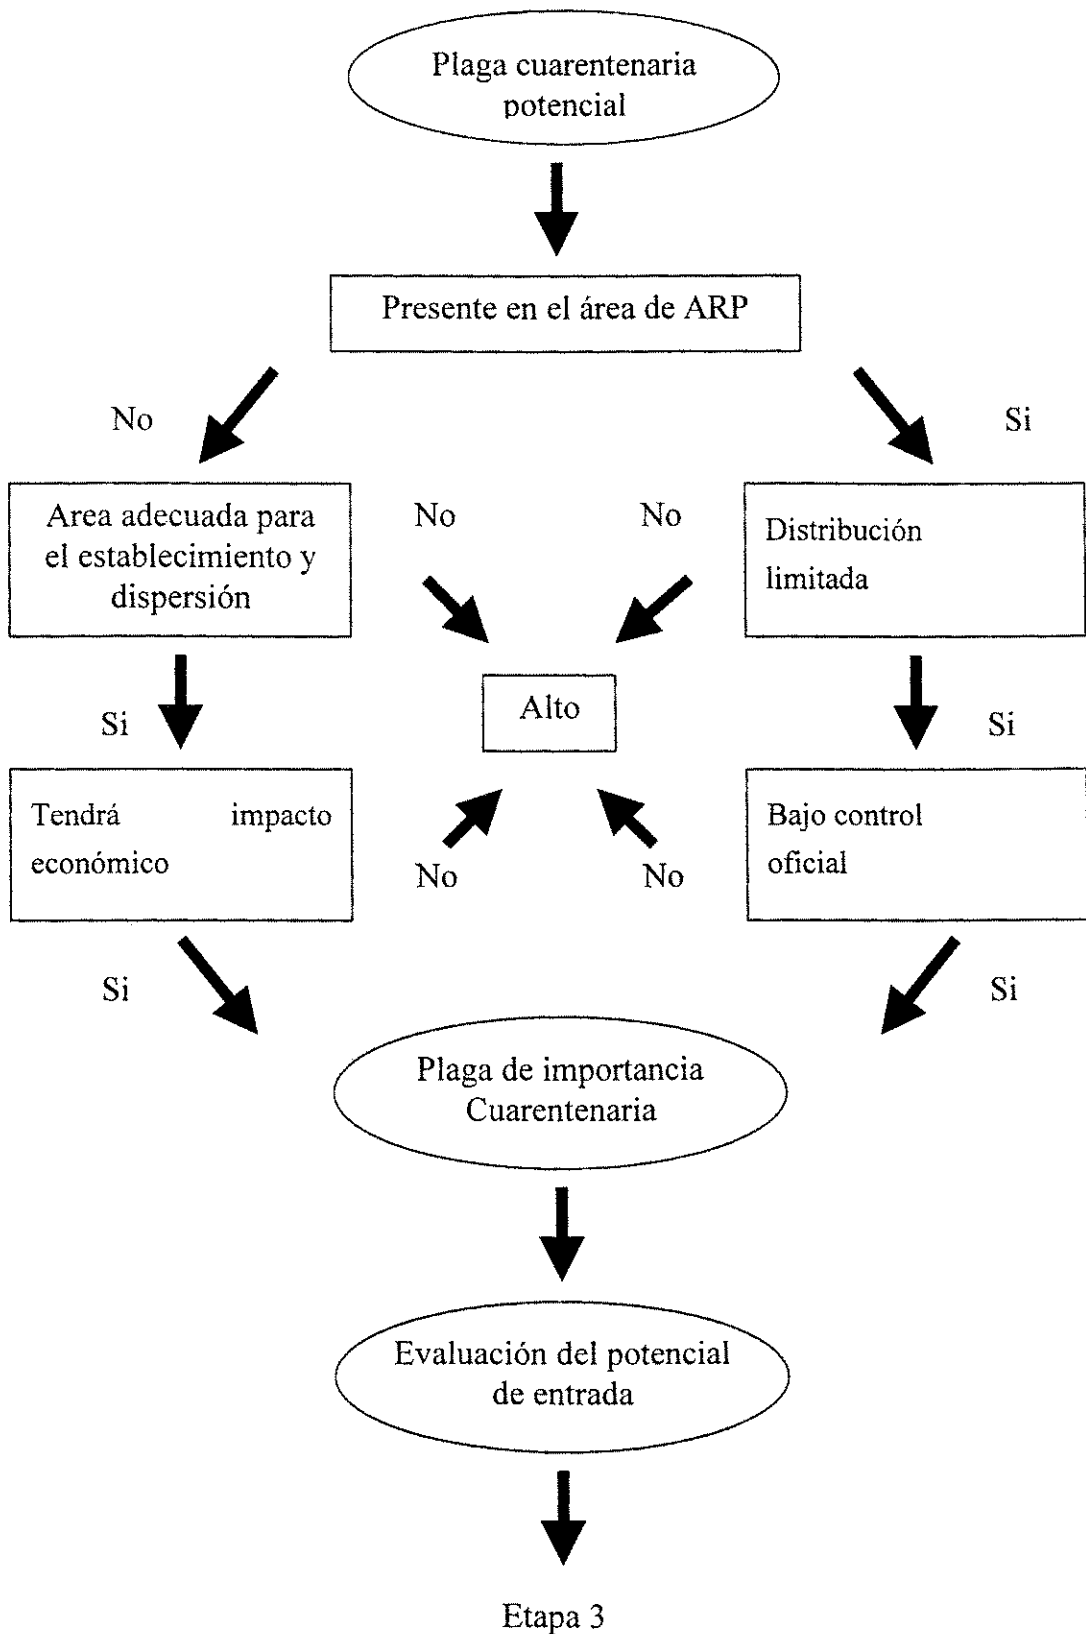 Plaga cuarentenaria
potencial
Presente en el área de ARP
No
Si
Area adecuada para
el establecimiento y
dispersión
No
No
Distribución
limitada
Si
Alto
Si
Tendrá impacto
económico
No
No
Bajo control
oficial
Si
Si
Plaga de importancia
Cuarentenaria
Evaluación del potencial
de entrada
Etapa 3